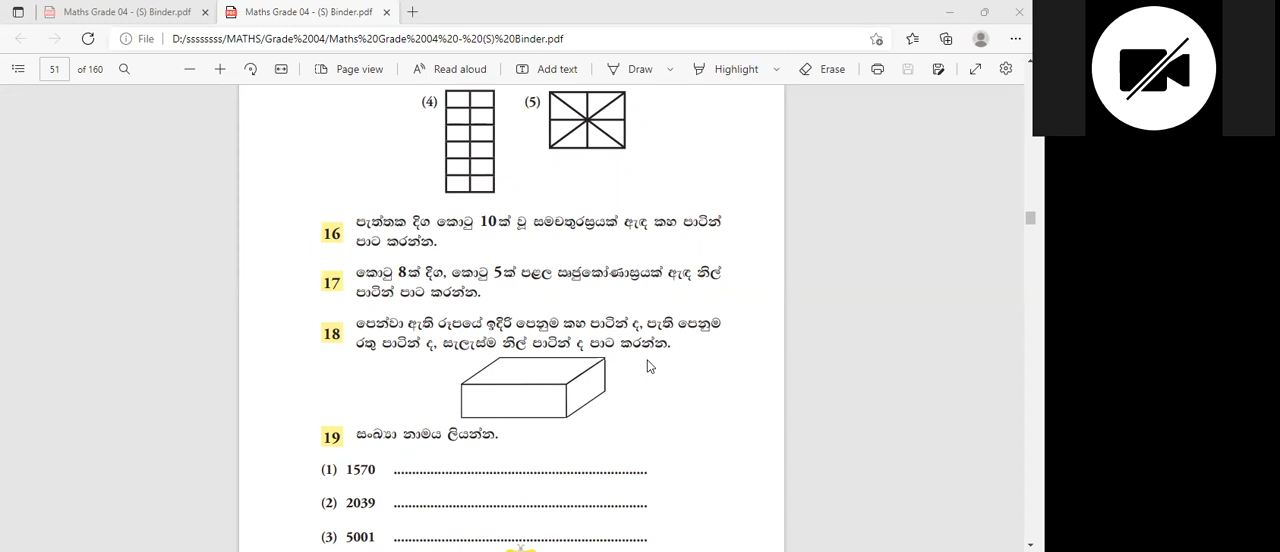 Maths Grade 04 - (S) Binder.pdf
Maths Grade 04 - (S) Binder.pdf
File D:/ssssssss/MATHS/Grade%2004/Maths%20Grade%2004%20-%20(S)%20Binder.pdf
51 of 160 Page view Read aloud Add text Draw Highlight Erase
(4) (5)
16 පැත්තක දිග කොටු 10ක් වූ සමචතුරස්‍රයක් ඇඳ කහ පාටින්
පාට කරන්න.
17 කොටු 8ක් දිග, කොටු 5ක් පළල ඍජුකෝණාස්‍රයක් ඇඳ නිල්
පාටින් පාට කරන්න.
18 පෙන්වා ඇති රූපයේ ඉදිරි පෙනුම කහ පාටින් ද, පැති පෙනුම
රතු පාටින් ද, සැලැස්ම නිල් පාටින් ද පාට කරන්න.
19 සංඛ්‍යා නාමය ලියන්න.
(1) 1570 ..............................................................
(2) 2039 ..............................................................
(3) 5001 ..............................................................